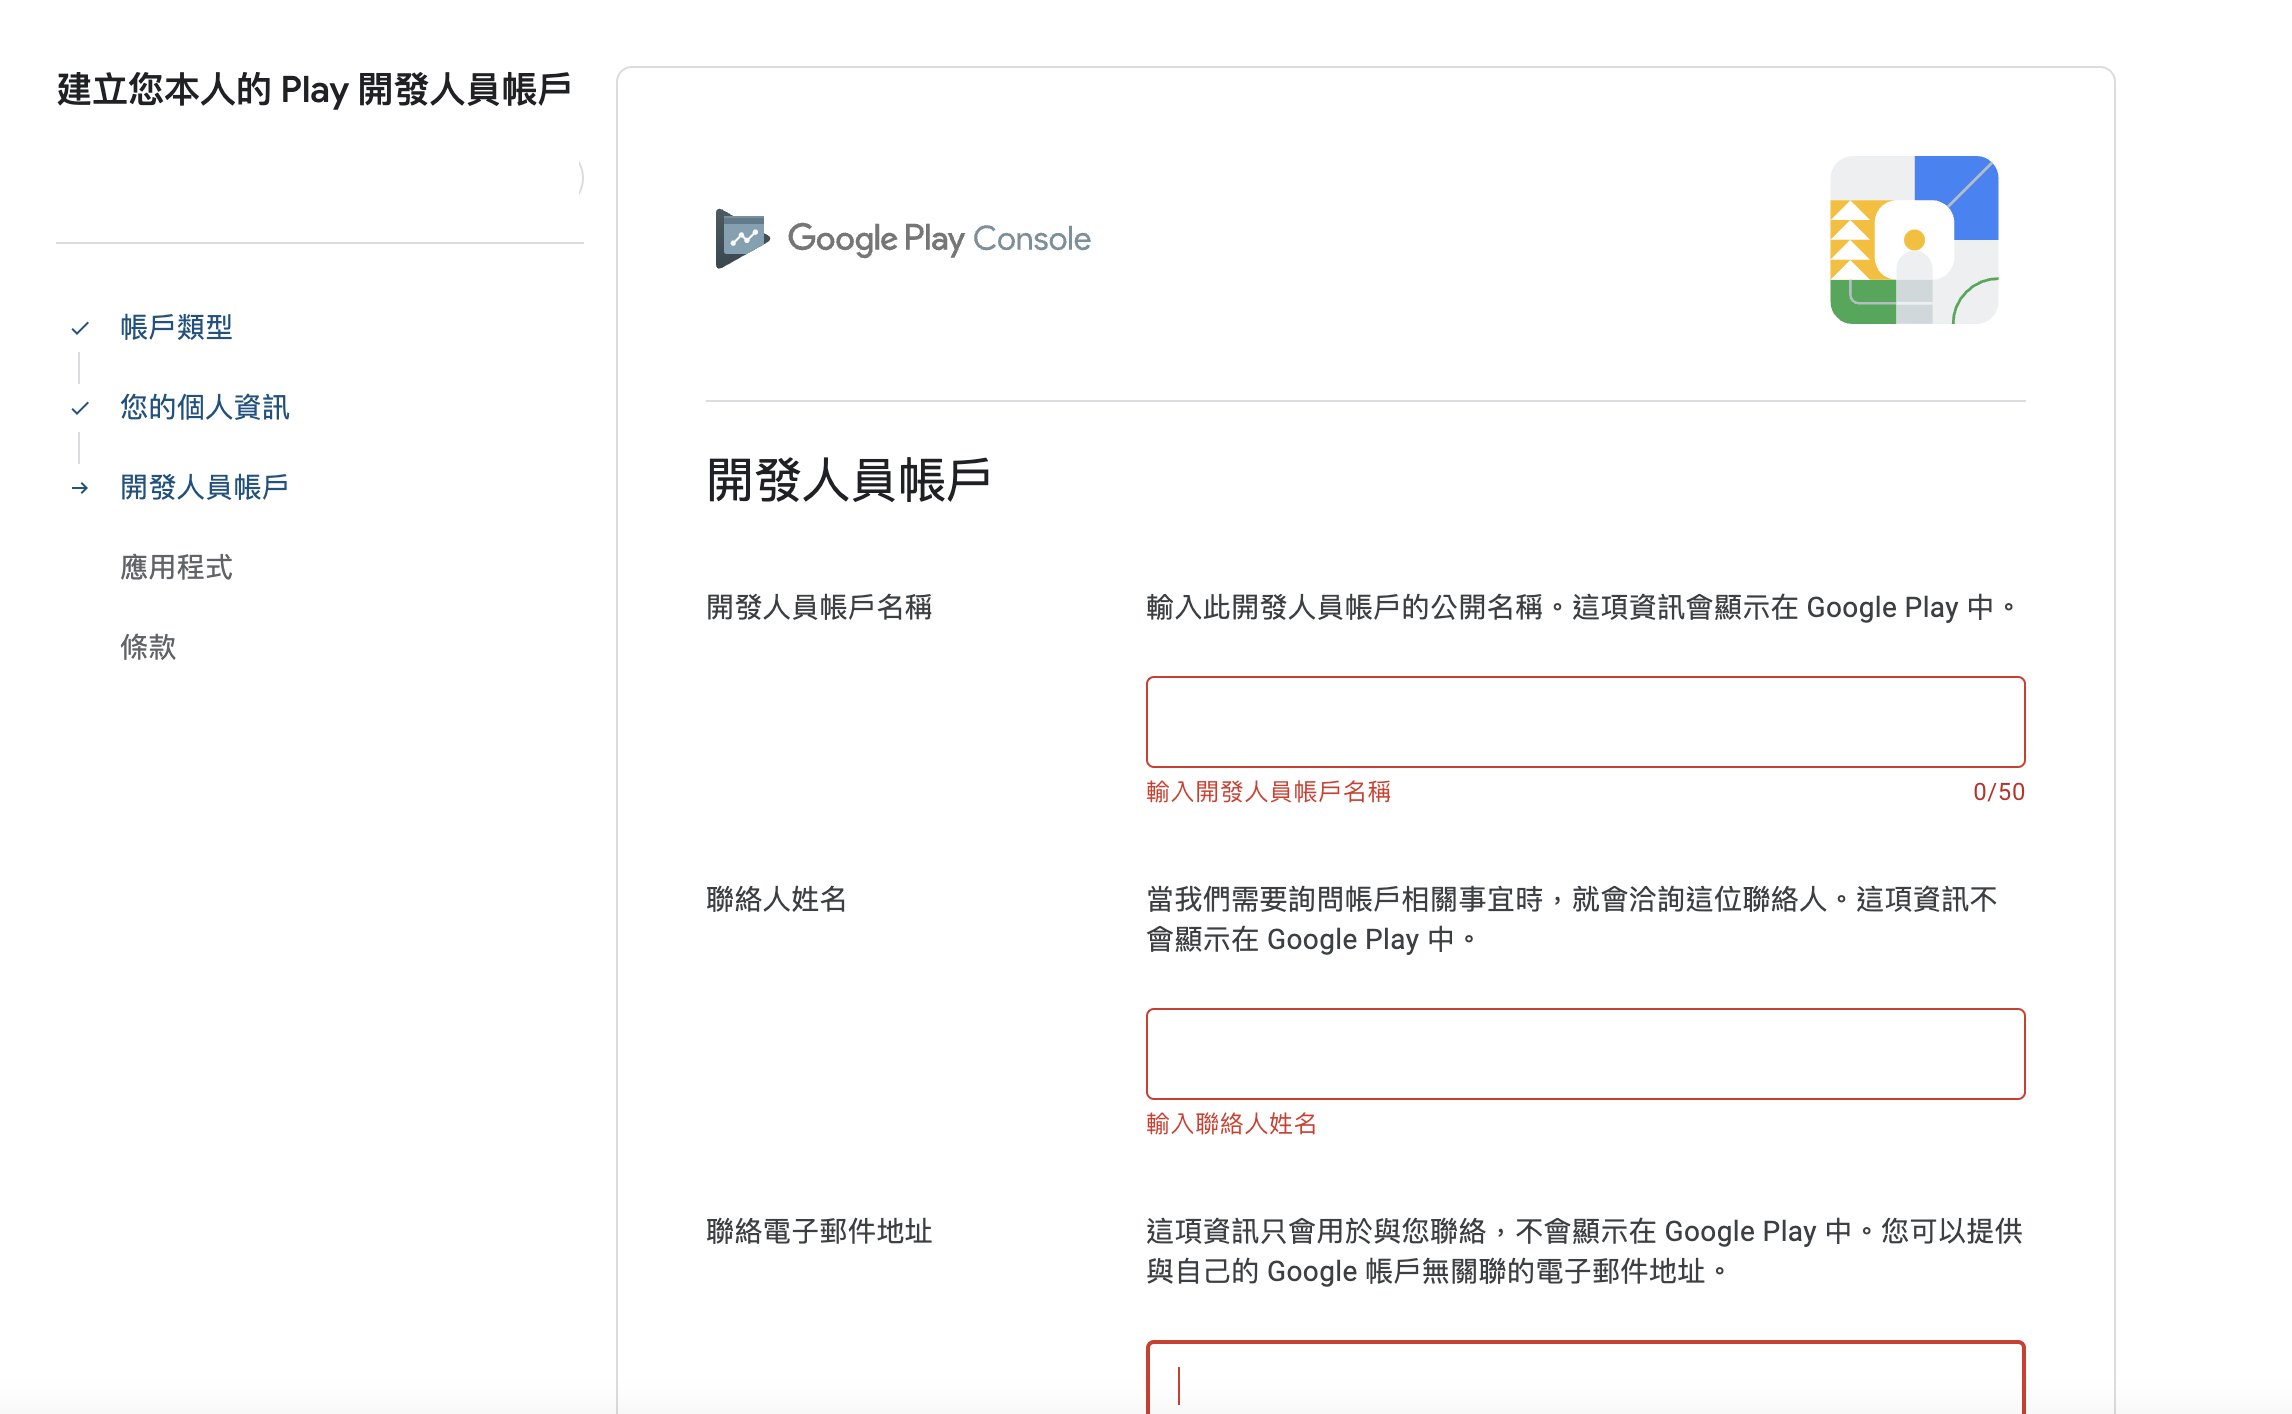 建立您本人的 Play 開發人員帳戶
帳戶類型
您的個人資訊
開發人員帳戶
應用程式
條款
Google Play Console
開發人員帳戶
開發人員帳戶名稱
輸入此開發人員帳戶的公開名稱。這項資訊會顯示在 Google Play 中。
輸入開發人員帳戶名稱
0/50
聯絡人姓名
當我們需要詢問帳戶相關事宜時，就會洽詢這位聯絡人。這項資訊不
會顯示在 Google Play 中。
輸入聯絡人姓名
聯絡電子郵件地址
這項資訊只會用於與您聯絡，不會顯示在 Google Play 中。您可以提供
與自己的 Google 帳戶無關聯的電子郵件地址。